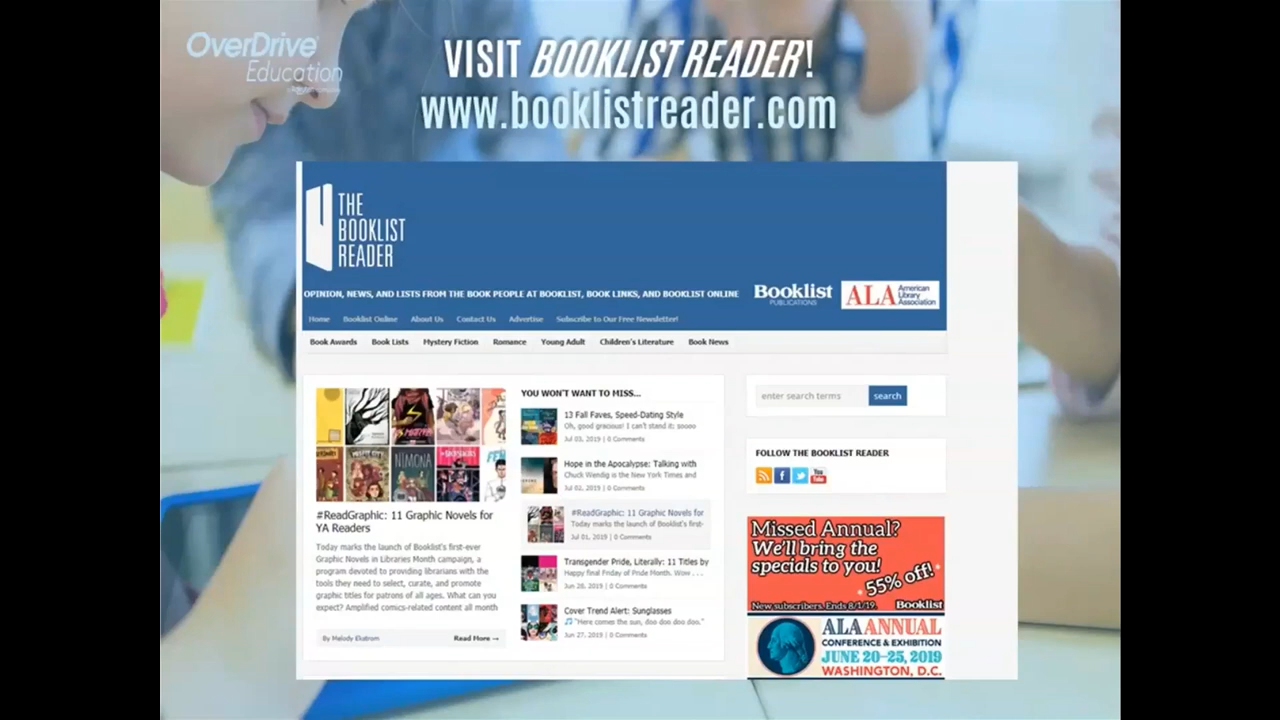 OverDrive
Education
VISIT BOOKLIST READER!
www.booklistreader.com
THE
BOOKLIST
READER
OPINION, NEWS, AND LISTS FROM THE BOOK PEOPLE AT BOOKLIST, BOOK LINKS, AND BOOKLIST ONLINE
Booklist
PUBLICATIONS
ALA American
Library
Association
Home Booklist Online About Us Contact Us Advertise Subscribe to Our Free Newsletter!
Book Awards Book Lists Mystery Fiction Romance Young Adult Children's Literature Book News
NIMONA
#ReadGraphic: 11 Graphic Novels for
YA Readers
Today marks the launch of Booklist's first-ever
Graphic Novels in Libraries Month campaign, a
program devoted to providing librarians with the
tools they need to select, curate, and promote
graphic titles for patrons of all ages. What can you
expect? Amplified comics-related content all month
By Melody Ekstrom Read More →
YOU WON'T WANT TO MISS...
13 Fall Faves, Speed-Dating Style
Oh, good gracious! I can't stand it: soooo
Jul 03, 2019 | 0 Comments
Hope in the Apocalypse: Talking with
Chuck Wendig is the New York Times and
Jul 02, 2019 | 0 Comments
#ReadGraphic: 11 Graphic Novels for
Today marks the launch of Booklist's first-
Jul 01, 2019 | 0 Comments
Transgender Pride, Literally: 11 Titles by
Happy final Friday of Pride Month. Wow . . .
Jun 28, 2019 | 0 Comments
Cover Trend Alert: Sunglasses
"Here comes the sun, doo doo doo doo."
Jun 27, 2019 | 0 Comments
enter search terms search
FOLLOW THE BOOKLIST READER
You
Tube
Missed Annual?
We'll bring the
specials to you!
55% off!
New subscribers. Ends 8/1/19. Booklist
ALA ANNUAL
CONFERENCE & EXHIBITION
JUNE 20–25, 2019
WASHINGTON, D.C.